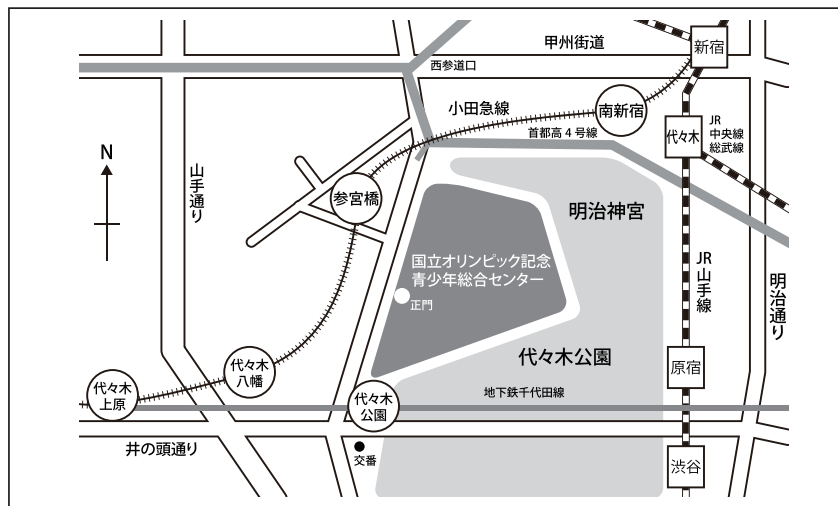 甲州街道
新宿
西参道口
小田急線
南新宿
首都高4号線
代々木
JR
中央線
総武線
N
山手通り
参宮橋
明治神宮
国立オリンピック記念
青少年総合センター
正門
JR山手線
明治通り
代々木公園
原宿
代々木
八幡
代々木
上原
代々木
公園
地下鉄千代田線
井の頭通り
交番
渋谷